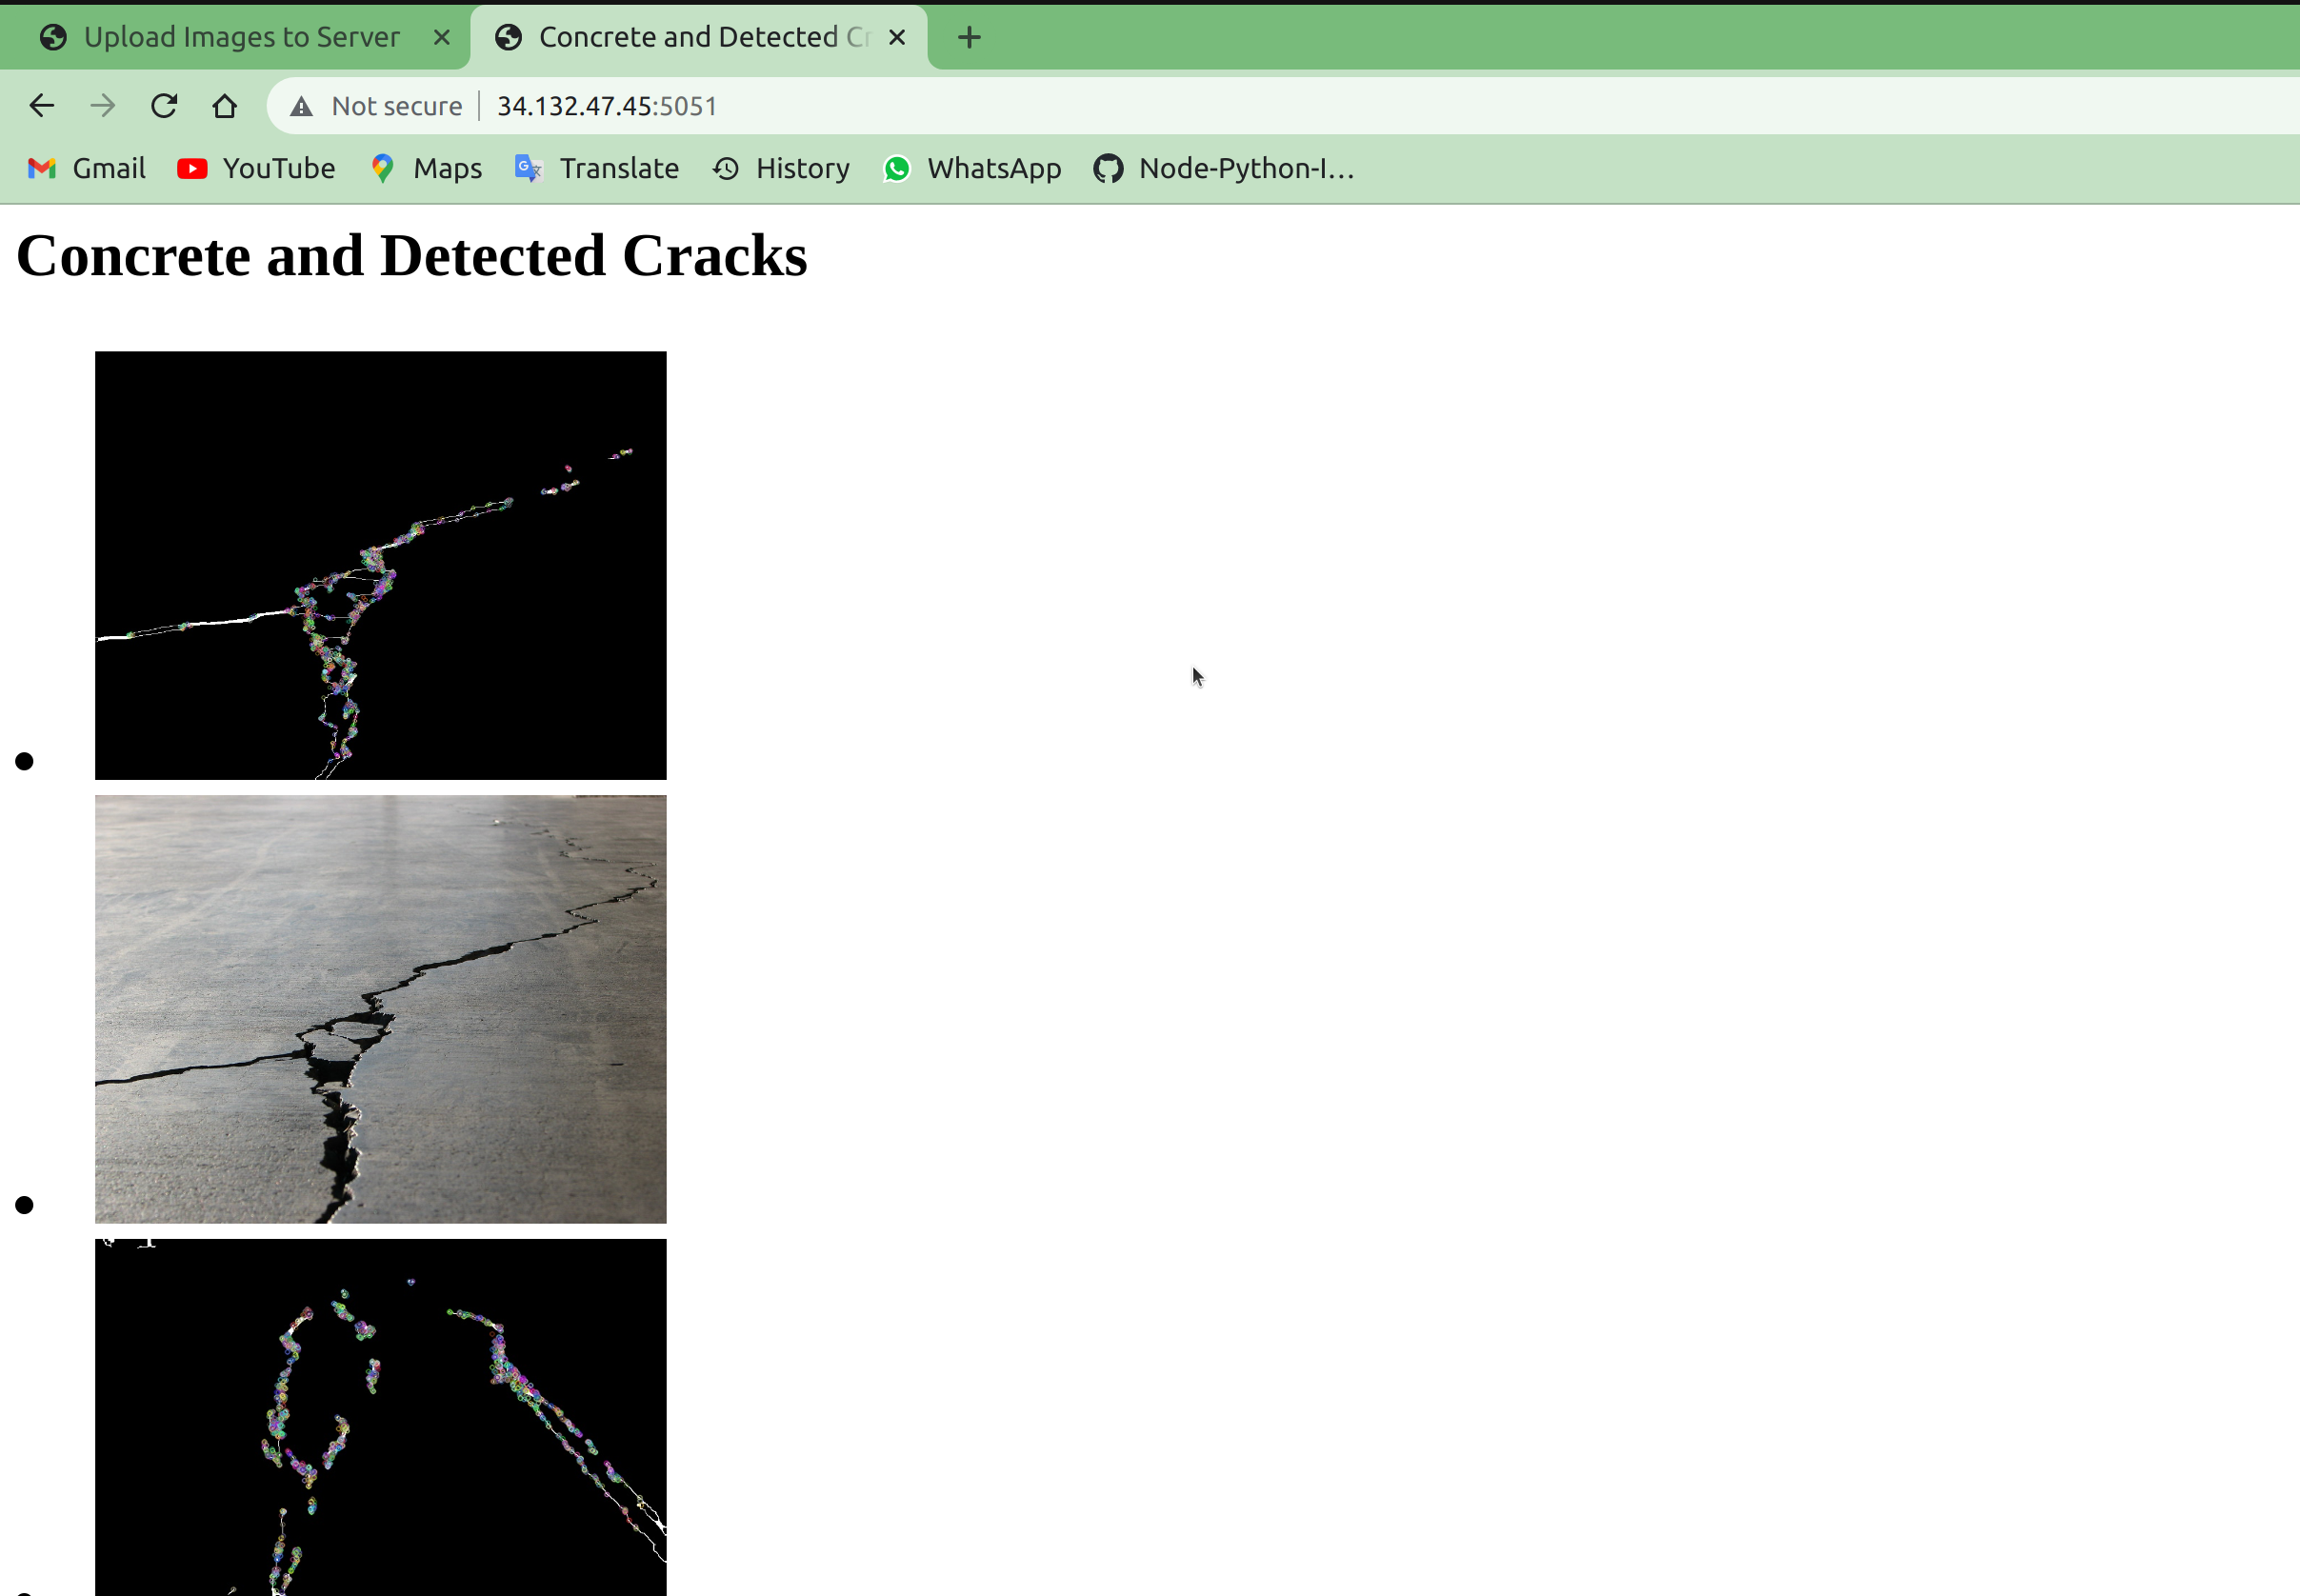 Upload Images to Server
Concrete and Detected Cr
Not secure
34.132.47.45:5051
Gmail
YouTube
Maps
Translate
History
WhatsApp
Node-Python-I...
Concrete and Detected Cracks